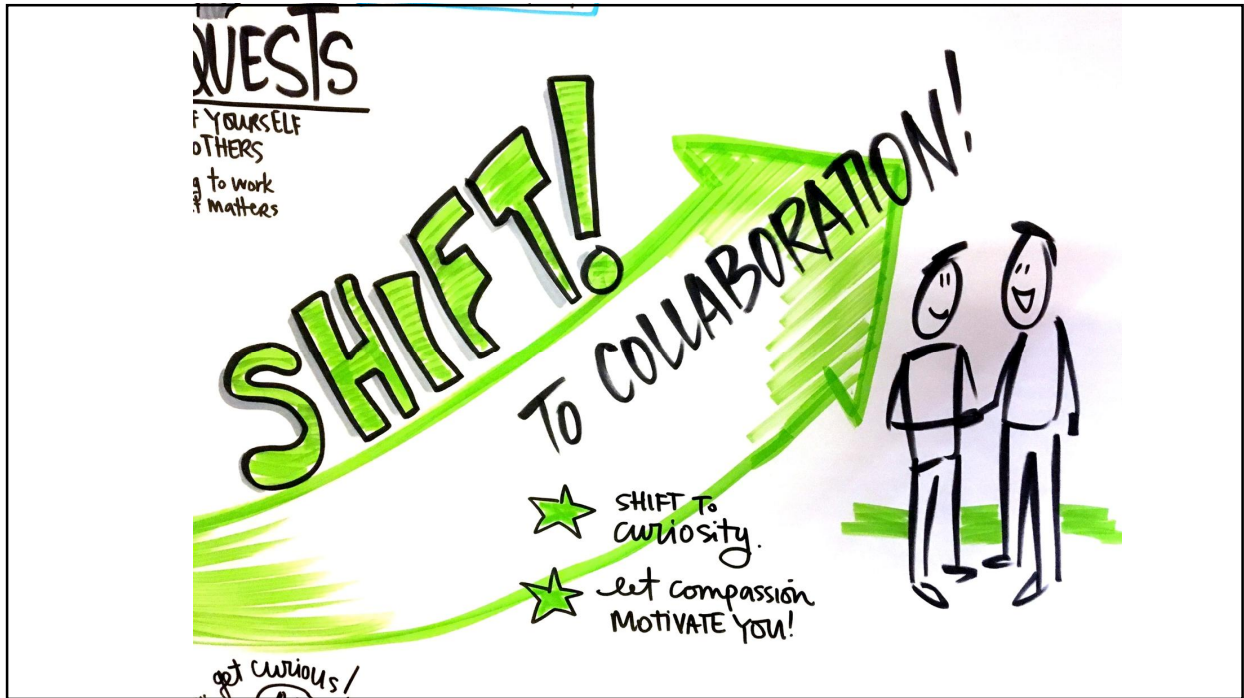 QUESTS
F YOURSELF
OTHERS
g to work
matters
SHIFT!
TO COLLABORATION!
SHIFT To
curiosity.
let compassion
MOTIVATE YOU!
get curious!